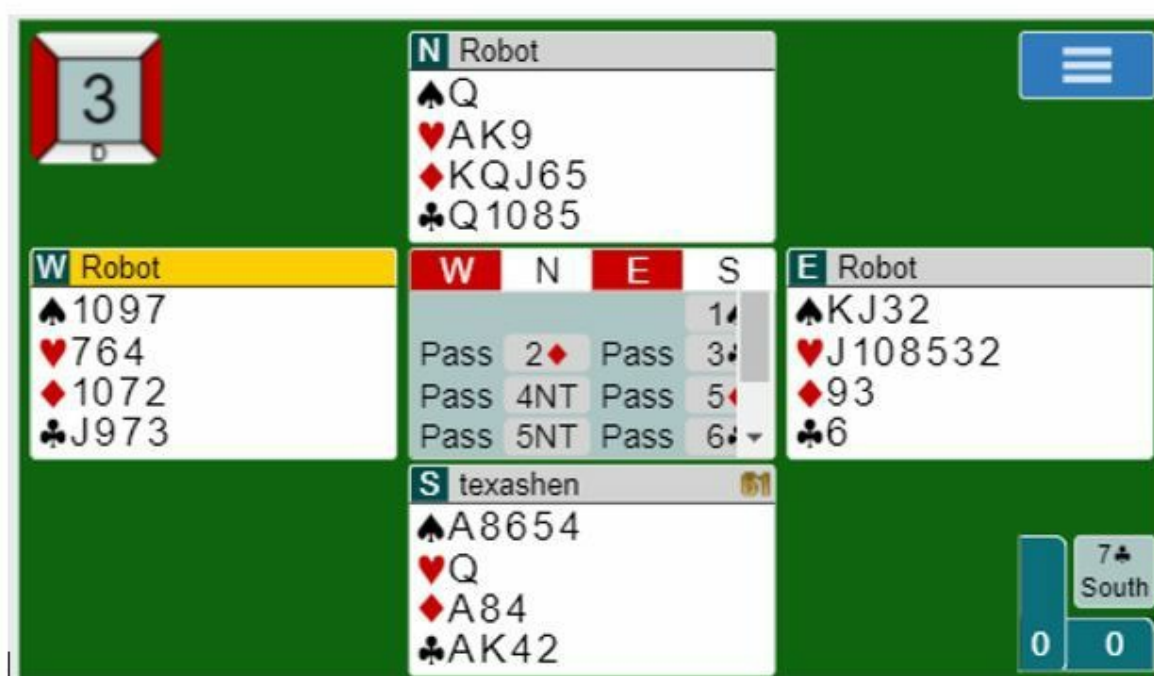 3
D
N Robot
♠Q
♥AK9
♦KQJ65
♣Q1085
W Robot
♠1097
♥764
♦1072
♣J973
W N E S
1♠
Pass 2♦ Pass 3♣
Pass 4NT Pass 5♦
Pass 5NT Pass 6♣
E Robot
♠KJ32
♥J108532
♦93
♣6
S texashen 61
♠A8654
♥Q
♦A84
♣AK42
7♣
South
0 0